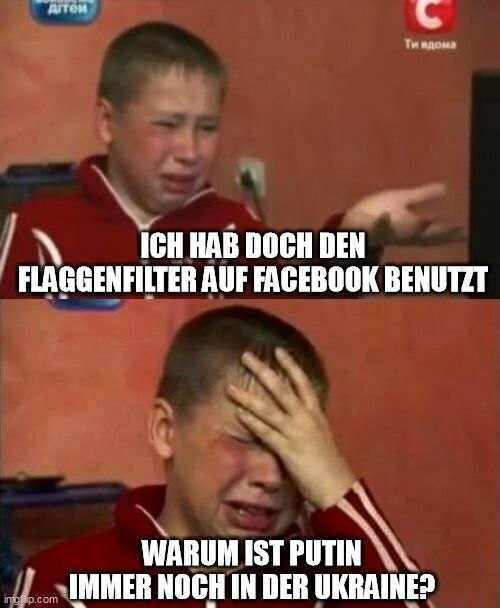 дітей
С
Ти вдома
ICH HAB DOCH DEN
FLAGGENFILTER AUF FACEBOOK BENUTZT
WARUM IST PUTIN
IMMER NOCH IN DER UKRAINE?
imgflip.com